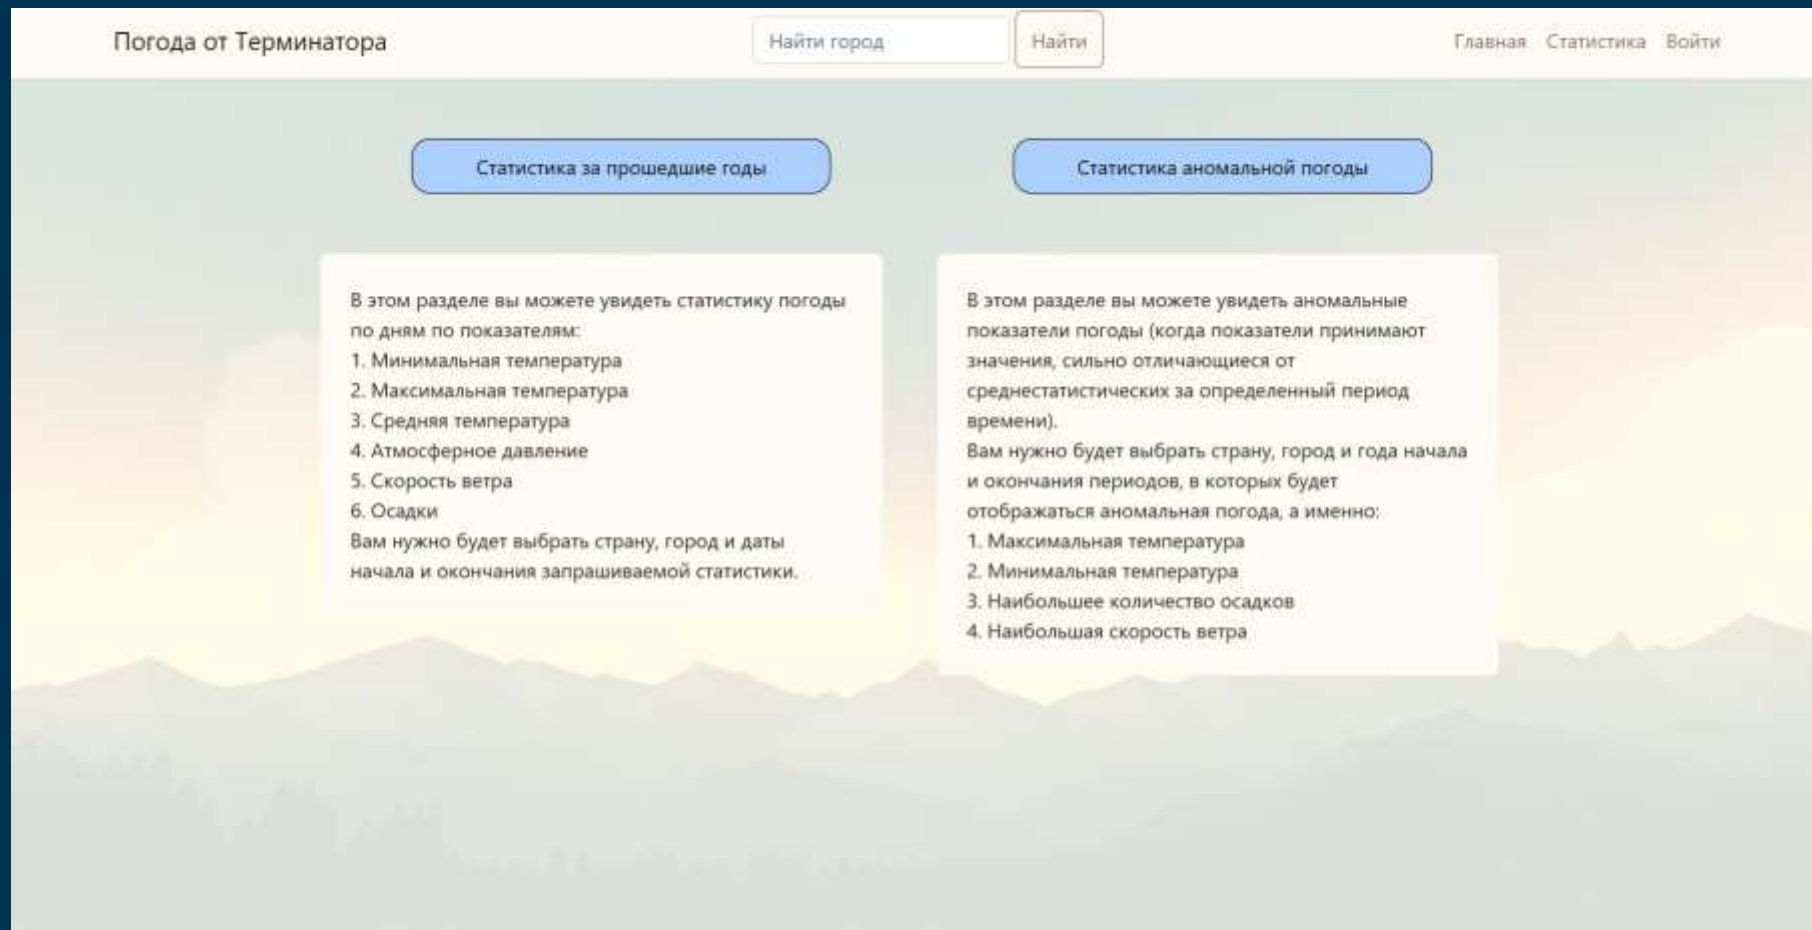 Погода от Терминатора
Найти город
Найти
Главная Статистика Войти
Статистика за прошедшие годы
Статистика аномальной погоды
В этом разделе вы можете увидеть статистику погоды
по дням по показателям:
1. Минимальная температура
2. Максимальная температура
3. Средняя температура
4. Атмосферное давление
5. Скорость ветра
6. Осадки
Вам нужно будет выбрать страну, город и даты
начала и окончания запрашиваемой статистики.
В этом разделе вы можете увидеть аномальные
показатели погоды (когда показатели принимают
значения, сильно отличающиеся от
среднестатистических за определенный период
времени).
Вам нужно будет выбрать страну, город и года начала
и окончания периодов, в которых будет
отображаться аномальная погода, а именно:
1. Максимальная температура
2. Минимальная температура
3. Наибольшее количество осадков
4. Наибольшая скорость ветра